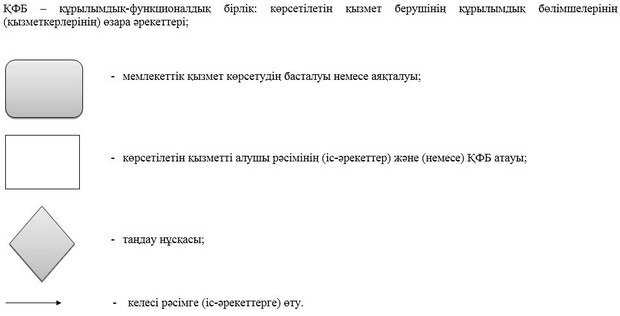 ҚФБ – құрылымдық-функционалдық бірлік: көрсетілетін қызмет берушінің құрылымдық бөлімшелерінің
(қызметкерлерінің) өзара әрекеттері;
- мемлекеттік қызмет көрсетудің басталуы немесе аяқталуы;
- көрсетілетін қызметті алушы рәсімінің (іс-әрекеттер) және (немесе) ҚФБ атауы;
- таңдау нұсқасы;
- келесі рәсімге (іс-әрекеттерге) өту.